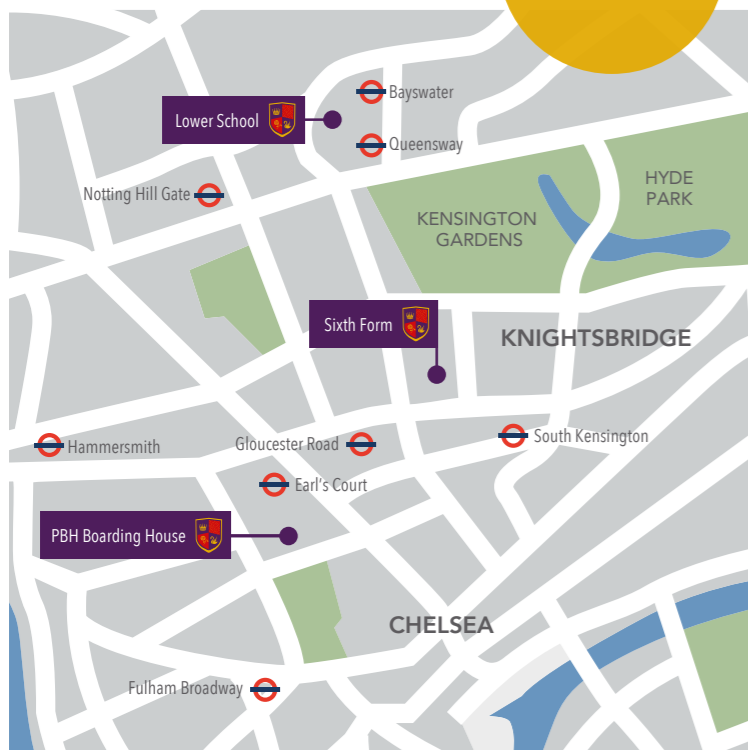 Bayswater
Lower School
Queensway
Notting Hill Gate
HYDE
PARK
KENSINGTON
GARDENS
Sixth Form
KNIGHTSBRIDGE
Hammersmith
Gloucester Road
South Kensington
Earl's Court
PBH Boarding House
CHELSEA
Fulham Broadway